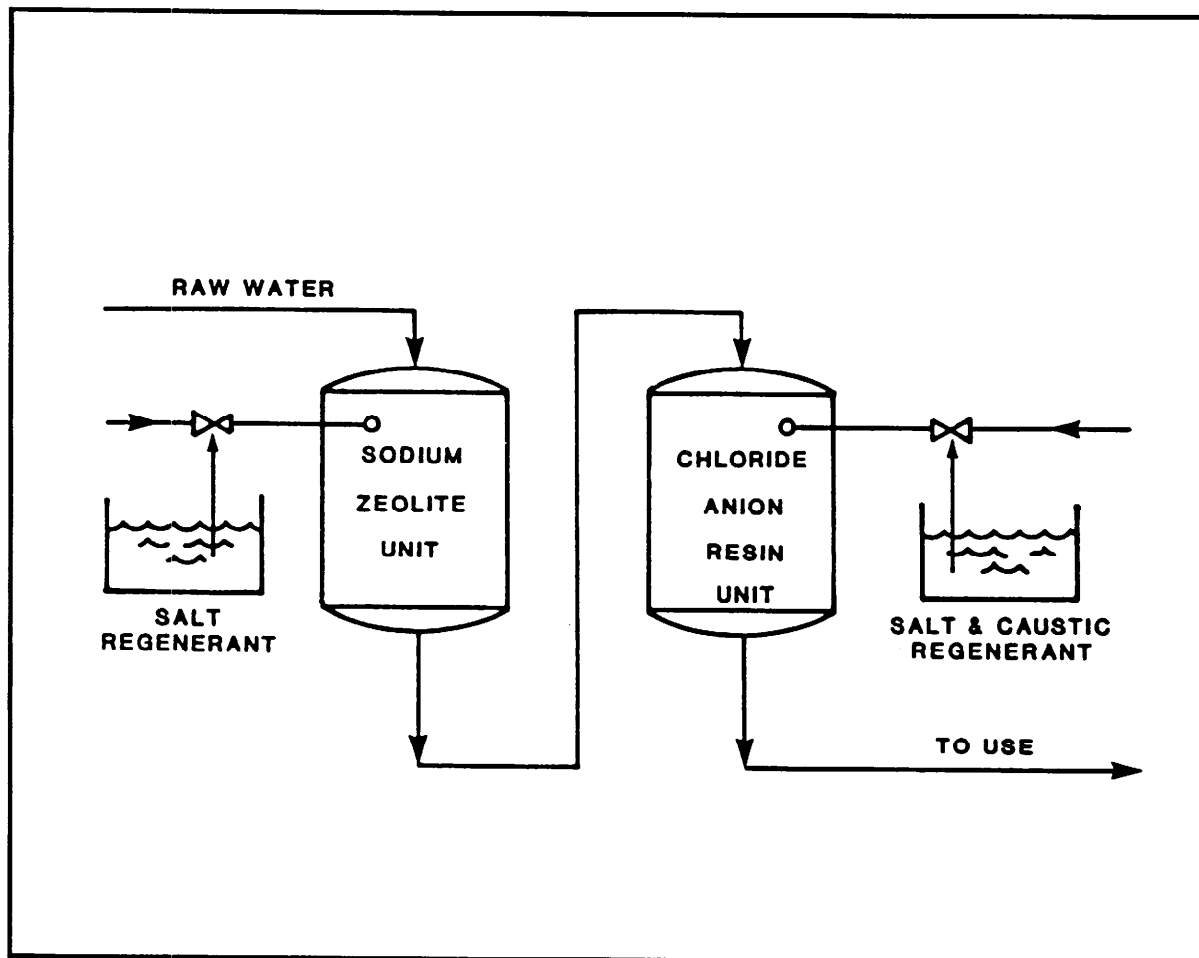 RAW WATER
SODIUM
ZEOLITE
UNIT
SALT
REGENERANT
CHLORIDE
ANION
RESIN
UNIT
SALT & CAUSTIC
REGENERANT
TO USE